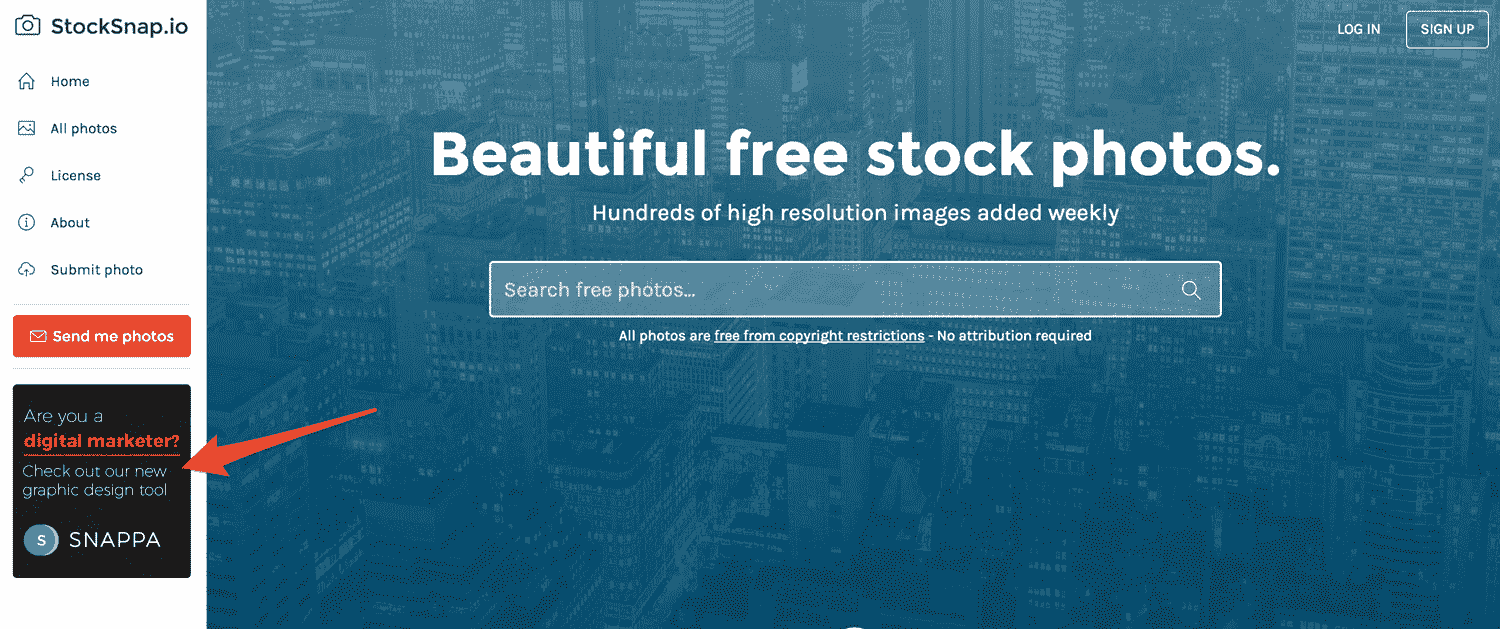 StockSnap.io
Home
All photos
License
About
Submit photo
Send me photos
Are you a
digital marketer?
Check out our new
graphic design tool
S SNAPPA
LOG IN
SIGN UP
Beautiful free stock photos.
Hundreds of high resolution images added weekly
Search free photos...
All photos are free from copyright restrictions - No attribution required